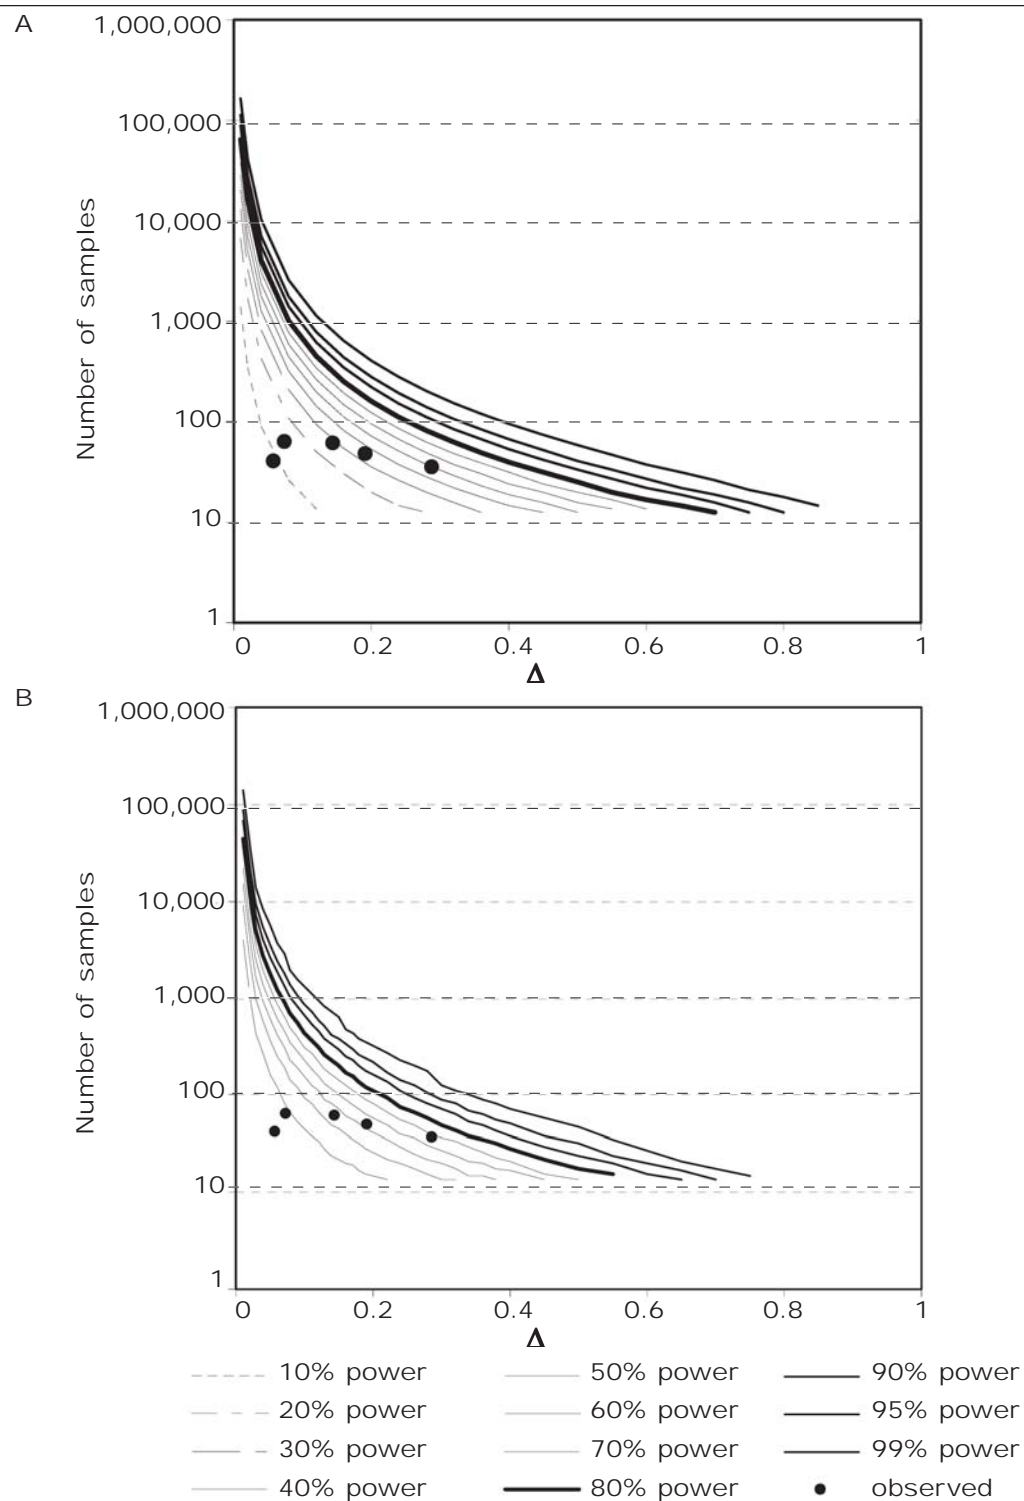 A
1,000,000
100,000
10,000
1,000
100
10
1
Number of samples
0 0.2 0.4 0.6 0.8 1
Δ
B
1,000,000
100,000
10,000
1,000
100
10
1
Number of samples
0 0.2 0.4 0.6 0.8 1
Δ
10% power 50% power 90% power
20% power 60% power 95% power
30% power 70% power 99% power
40% power 80% power observed